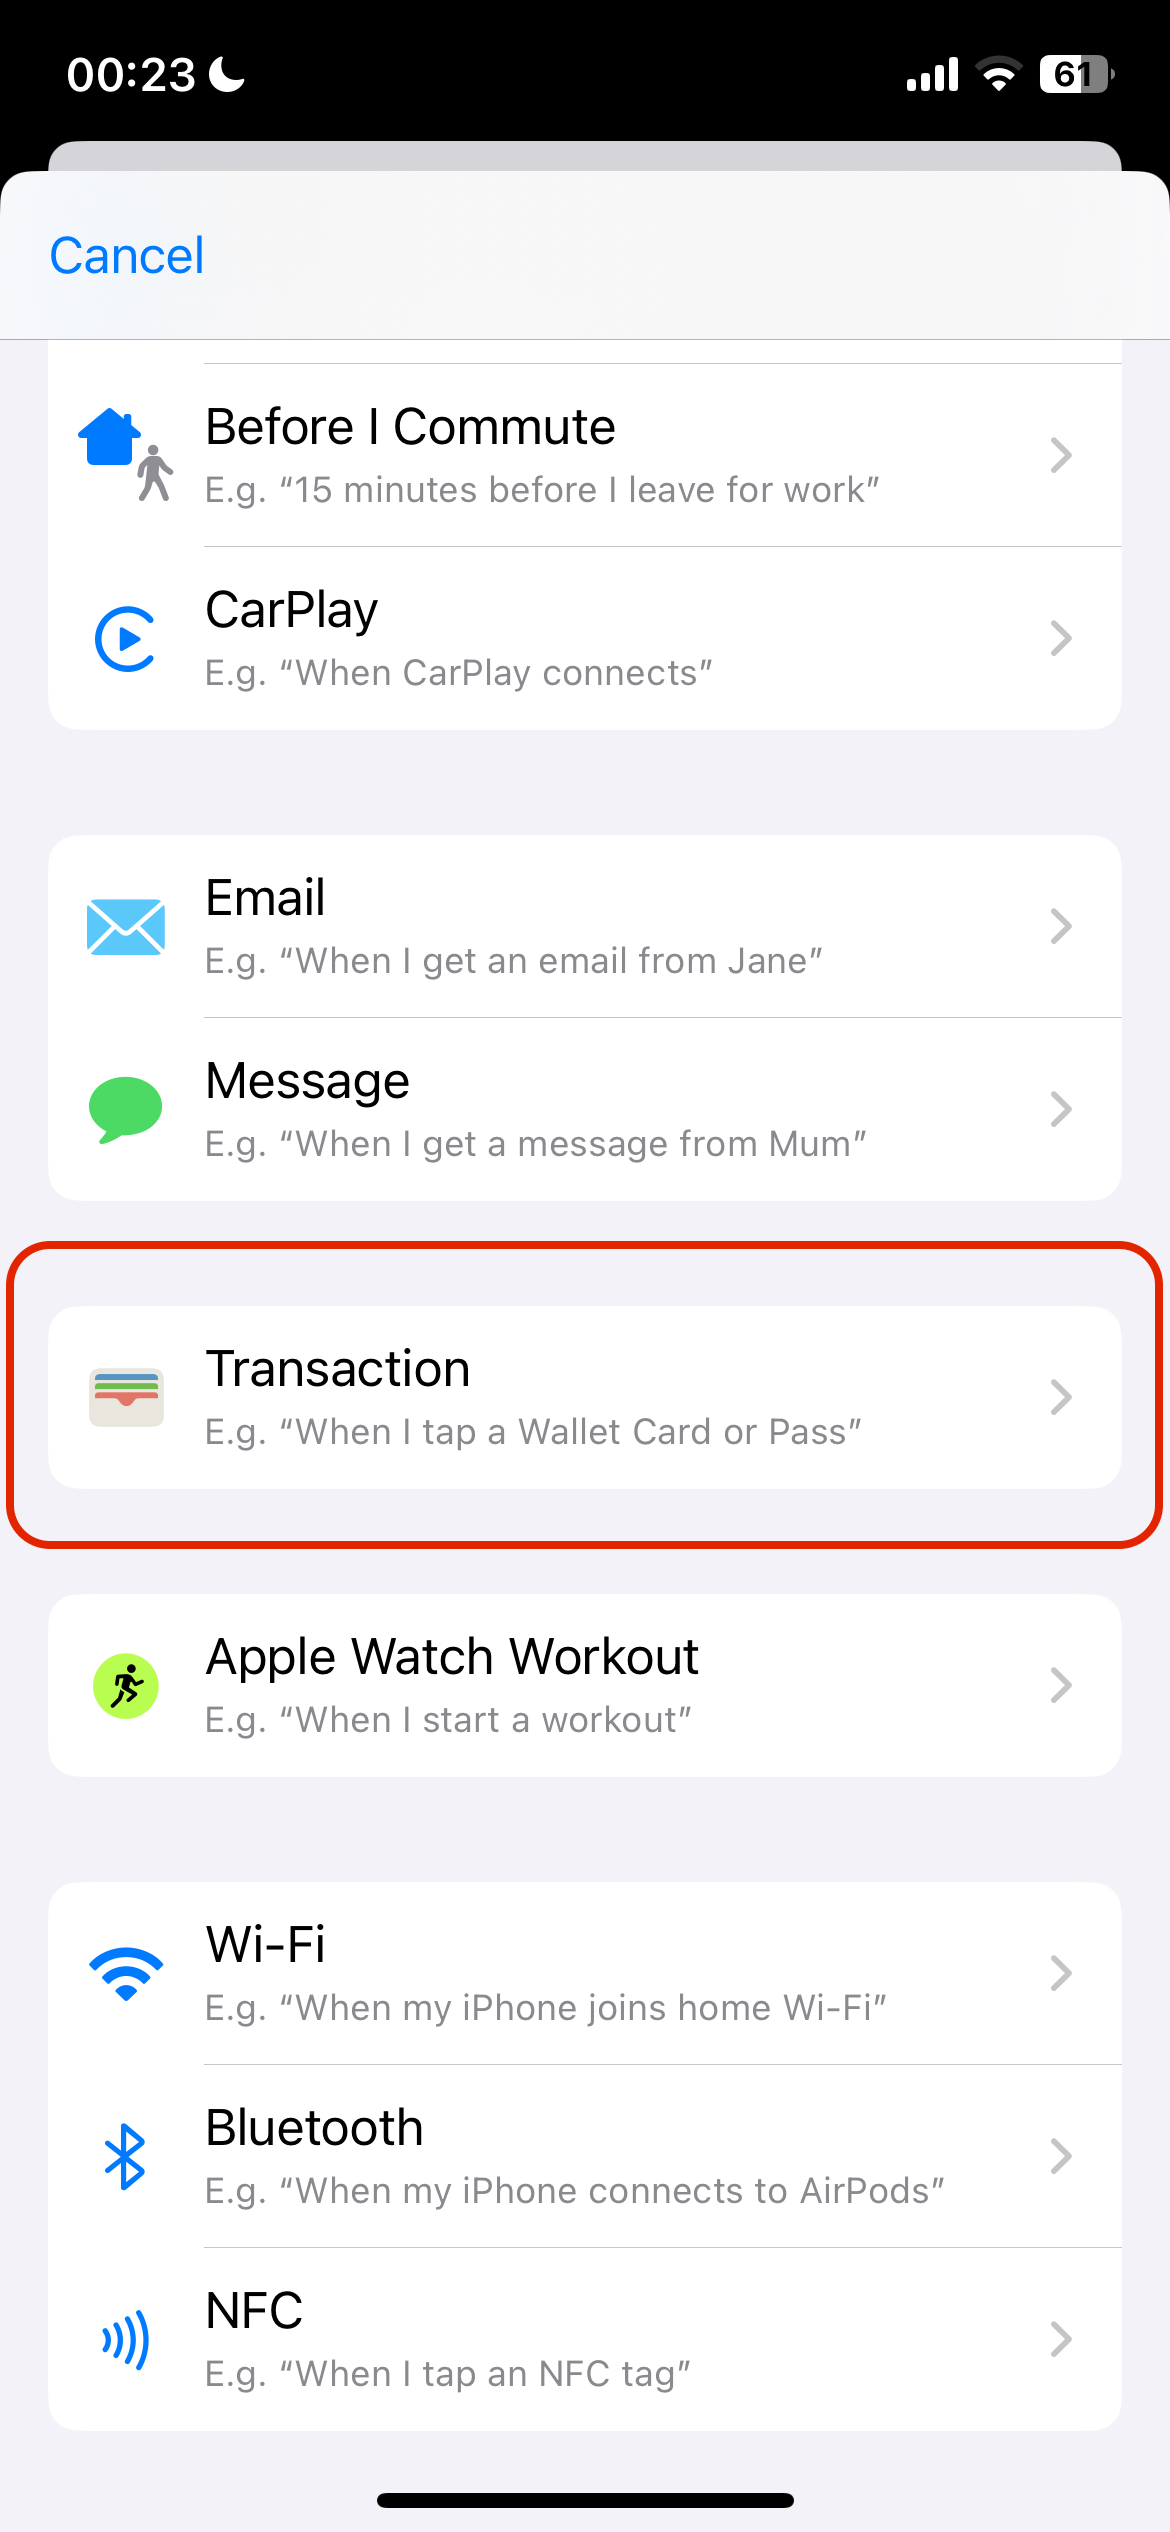 00:23
61
Cancel
Before I Commute
E.g. “15 minutes before I leave for work”
CarPlay
E.g. “When CarPlay connects”
Email
E.g. “When I get an email from Jane”
Message
E.g. “When I get a message from Mum”
Transaction
E.g. “When I tap a Wallet Card or Pass”
Apple Watch Workout
E.g. “When I start a workout”
Wi-Fi
E.g. “When my iPhone joins home Wi-Fi”
Bluetooth
E.g. “When my iPhone connects to AirPods”
NFC
E.g. “When I tap an NFC tag”